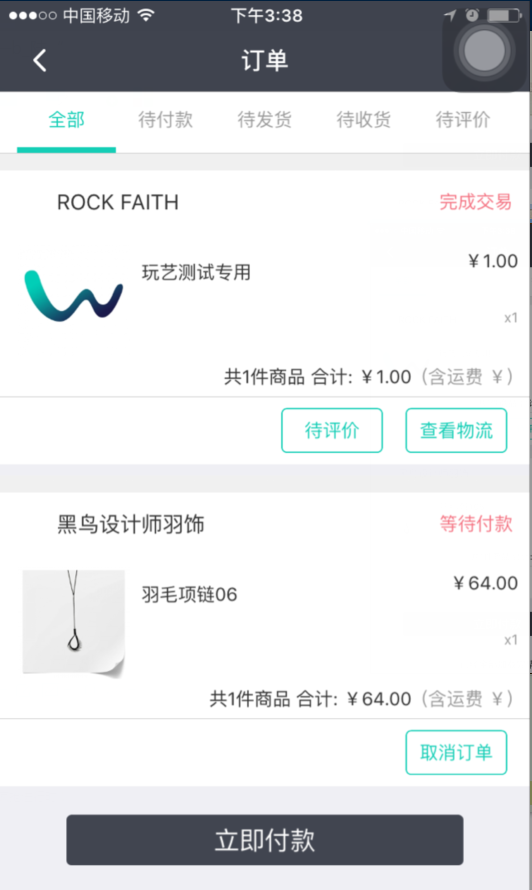 中国移动 下午3:38
订单
全部 待付款 待发货 待收货 待评价
ROCK FAITH 完成交易
玩艺测试专用 ￥1.00
x1
共1件商品 合计: ￥1.00 (含运费 ￥)
待评价 查看物流
黑鸟设计师羽饰 等待付款
羽毛项链06 ￥64.00
x1
共1件商品 合计: ￥64.00 (含运费 ￥)
取消订单
立即付款